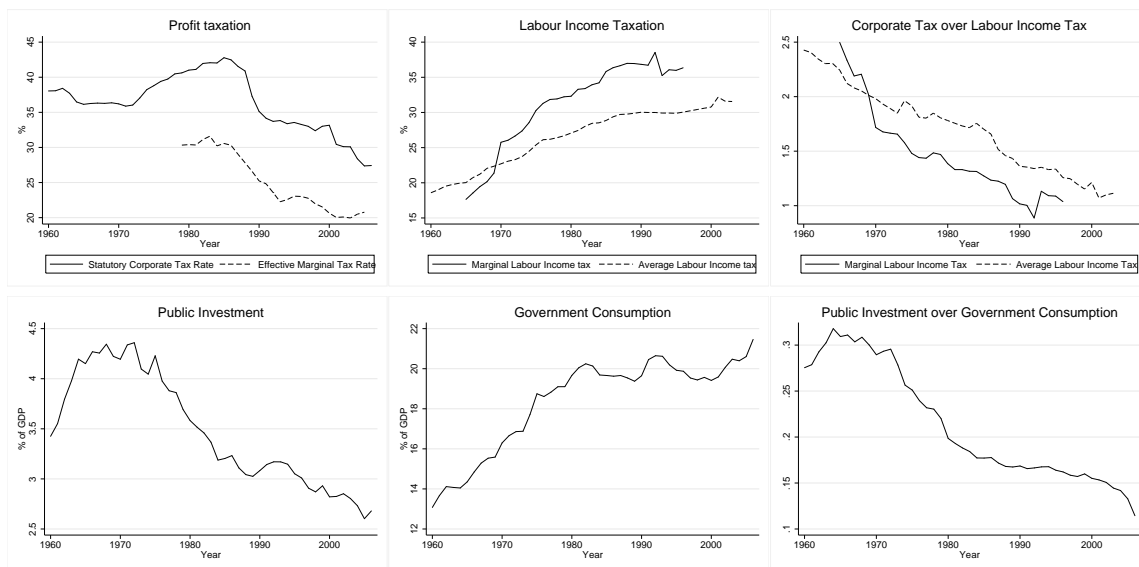 Profit taxation
45
40
35
%
30
25
20
1960 1970 1980 1990 2000
Year
Statutory Corporate Tax Rate Effective Marginal Tax Rate
Labour Income Taxation
40
35
30
%
25
20
15
1960 1970 1980 1990 2000
Year
Marginal Labour Income tax Average Labour Income tax
Corporate Tax over Labour Income Tax
2.5
2
1.5
1
1960 1970 1980 1990 2000
Year
Marginal Labour Income Tax Average Labour Income Tax
Public Investment
4.5
4
3.5
% of GDP
3
2.5
1960 1970 1980 1990 2000
Year
Government Consumption
22
20
18
% of GDP
16
14
12
1960 1970 1980 1990 2000
Year
Public Investment over Government Consumption
.3
.25
.2
.15
.1
1960 1970 1980 1990 2000
Year